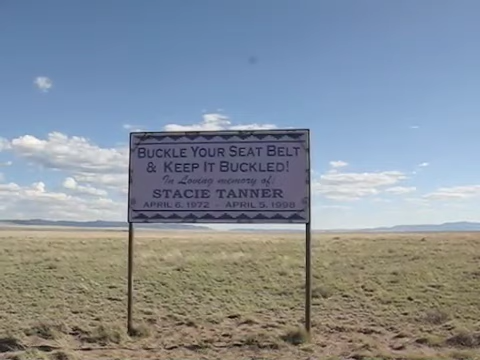 Buckle Your Seat Belt
& Keep It Buckled!
In Loving memory of:
STACIE TANNER
APRIL 6, 1972 - APRIL 5, 1998